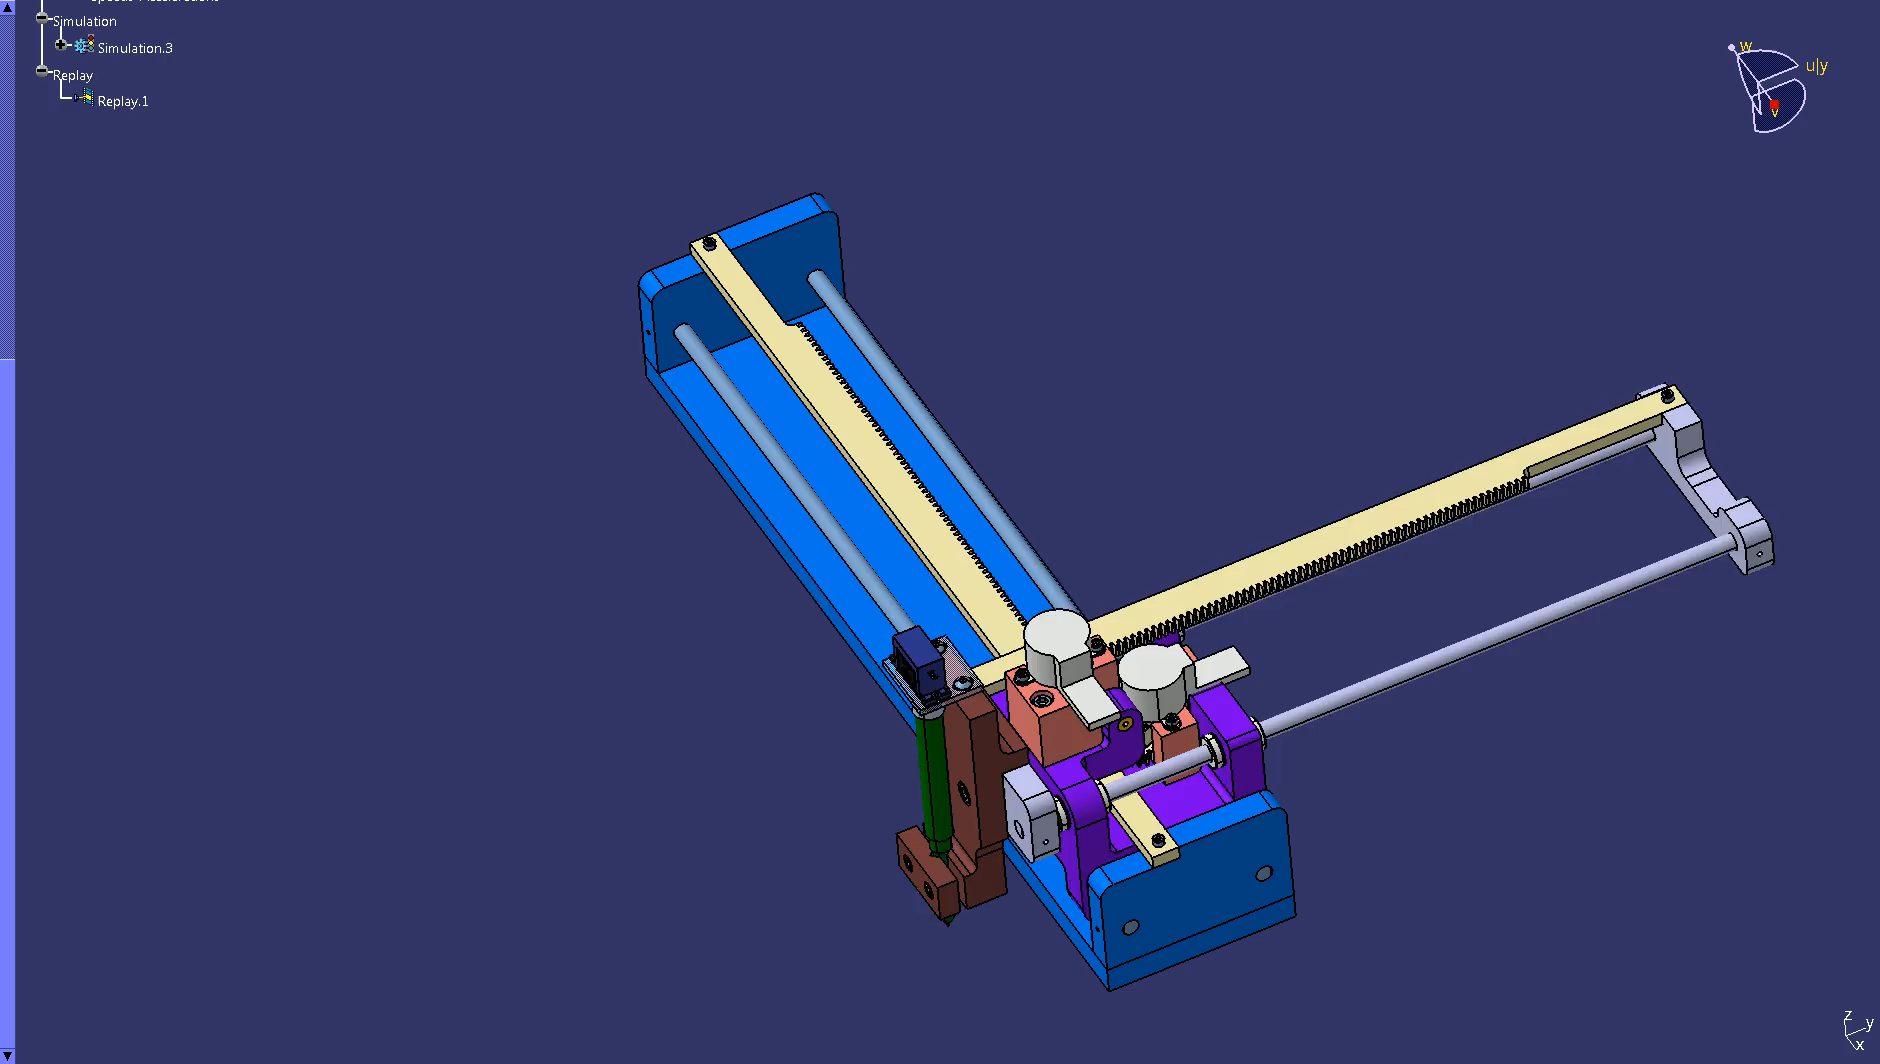 Simulation
Simulation.3
Replay
Replay.1
w
u|y
v
z
y
x